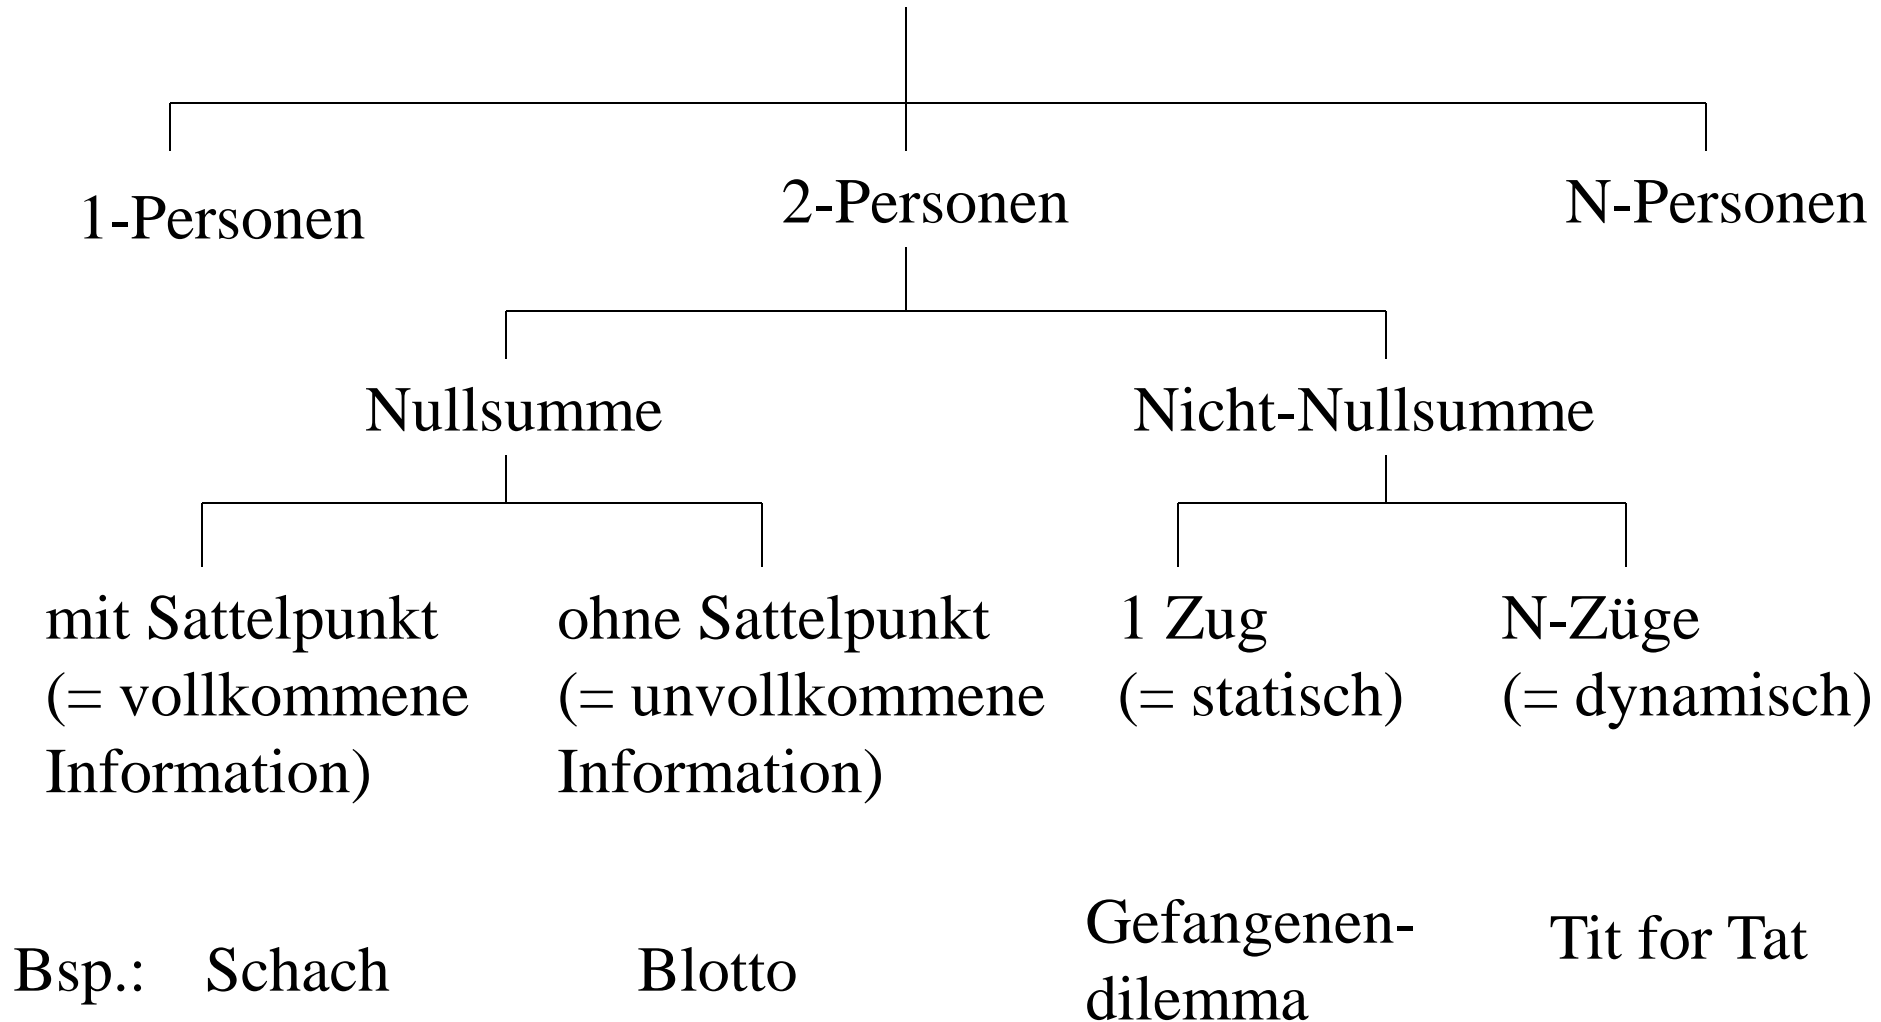 1-Personen
2-Personen
N-Personen
Nullsumme
Nicht-Nullsumme
mit Sattelpunkt
(= vollkommene
Information)
ohne Sattelpunkt
(= unvollkommene
Information)
1 Zug
(= statisch)
N-Züge
(= dynamisch)
Bsp.:
Schach
Blotto
Gefangenen-
dilemma
Tit for Tat